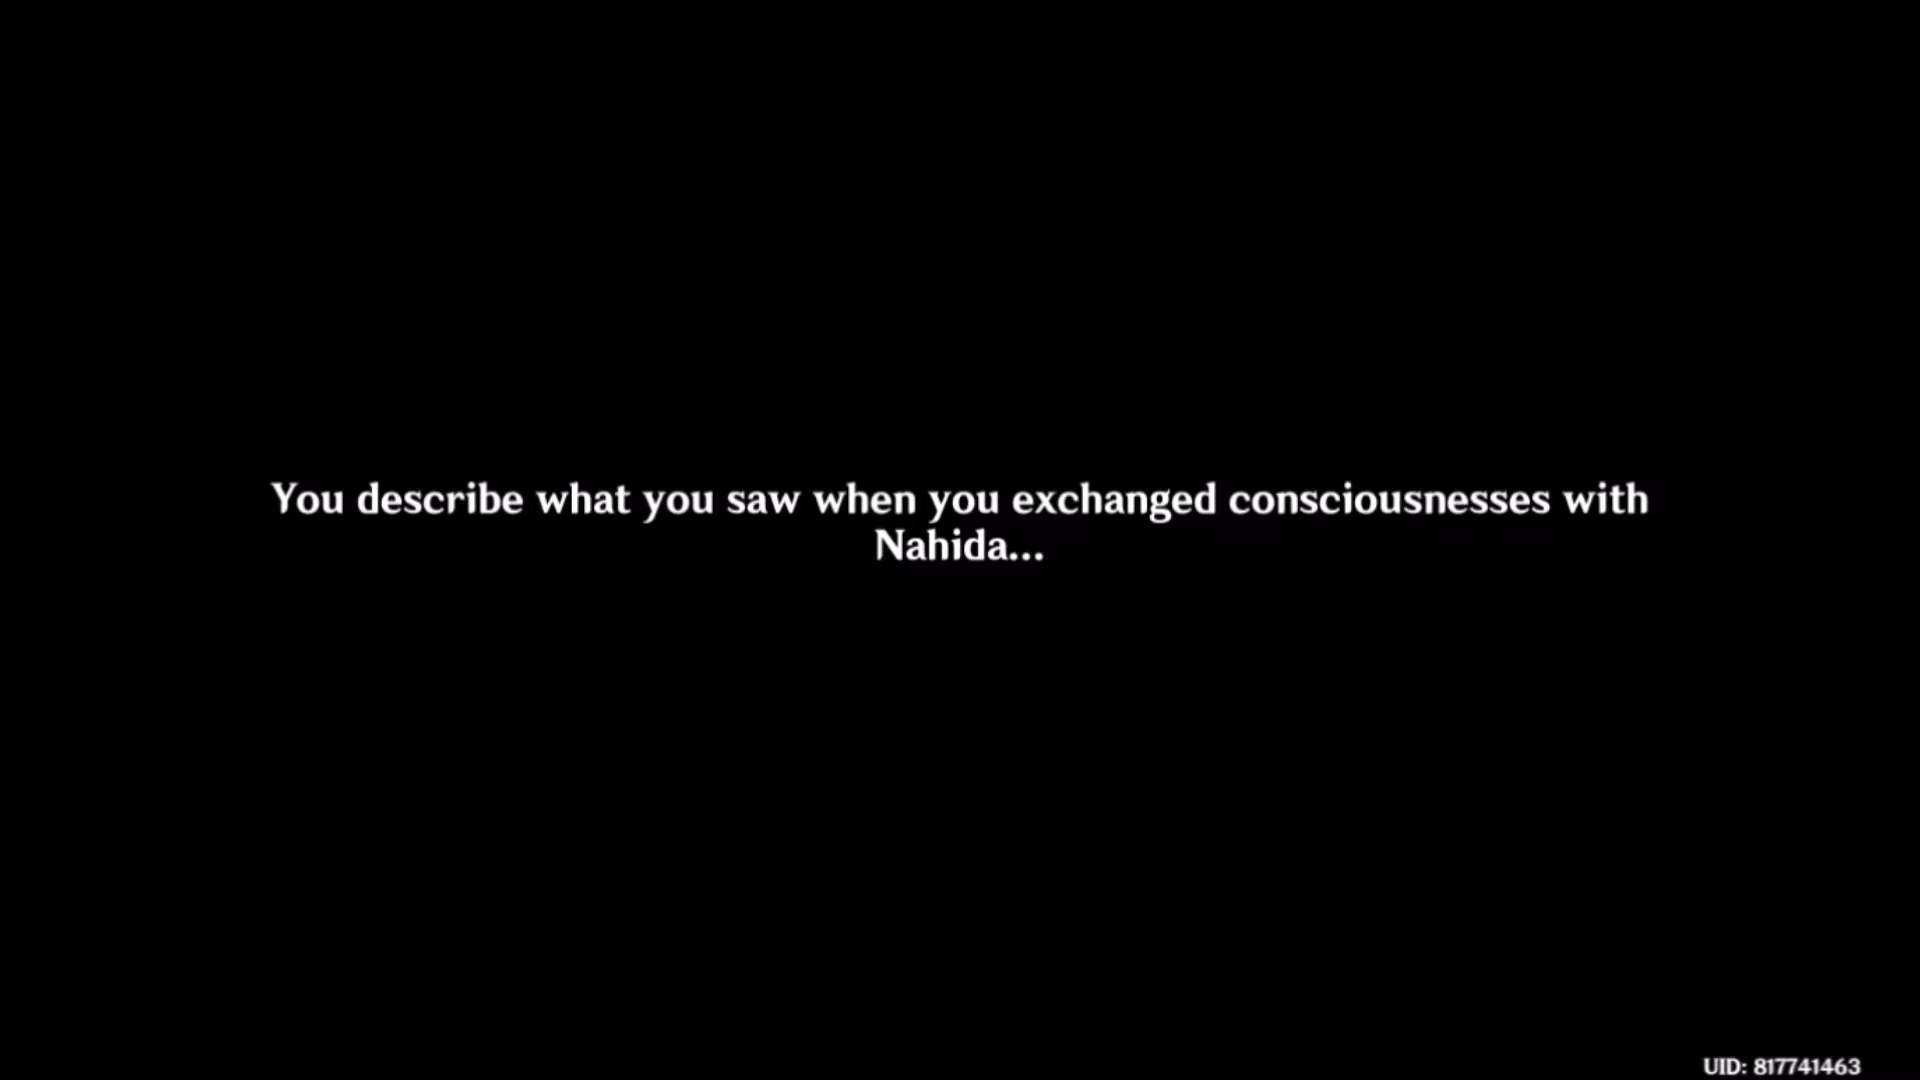 You describe what you saw when you exchanged consciousnesses with
Nahida...
UID: 817741463